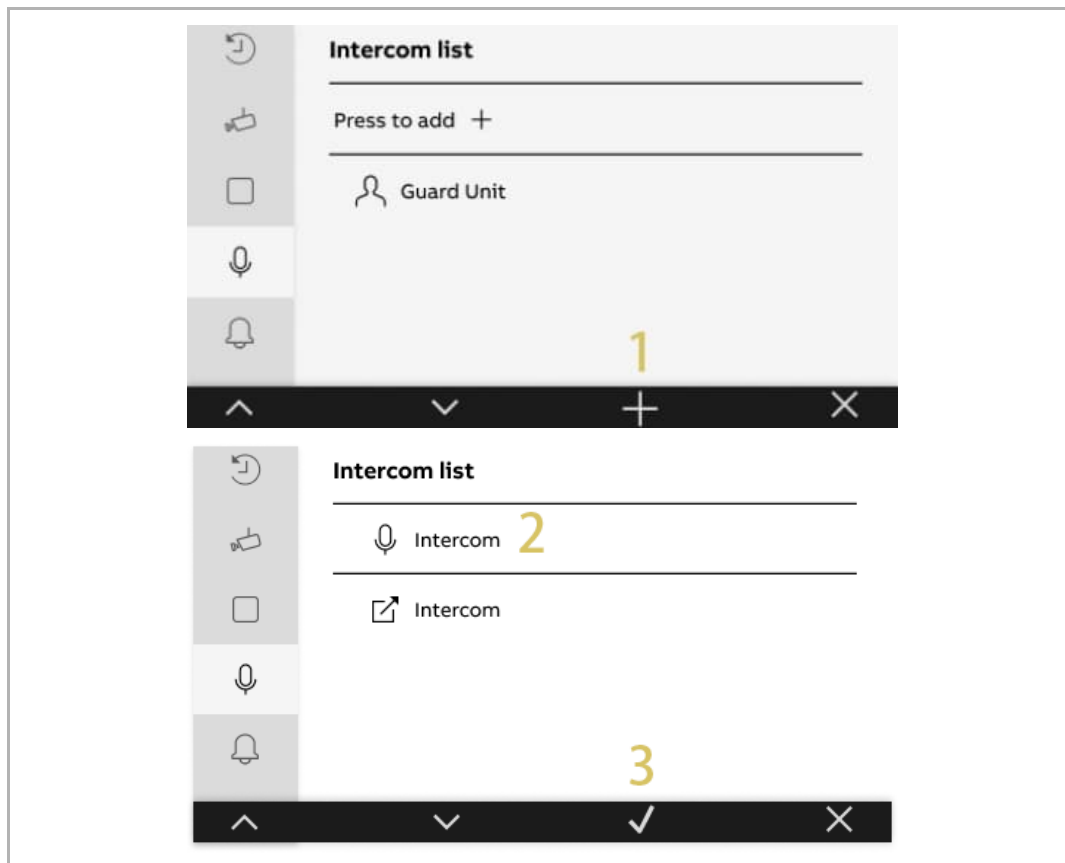 Intercom list
Press to add +
Guard Unit
1
Intercom list
Intercom 2
Intercom
3